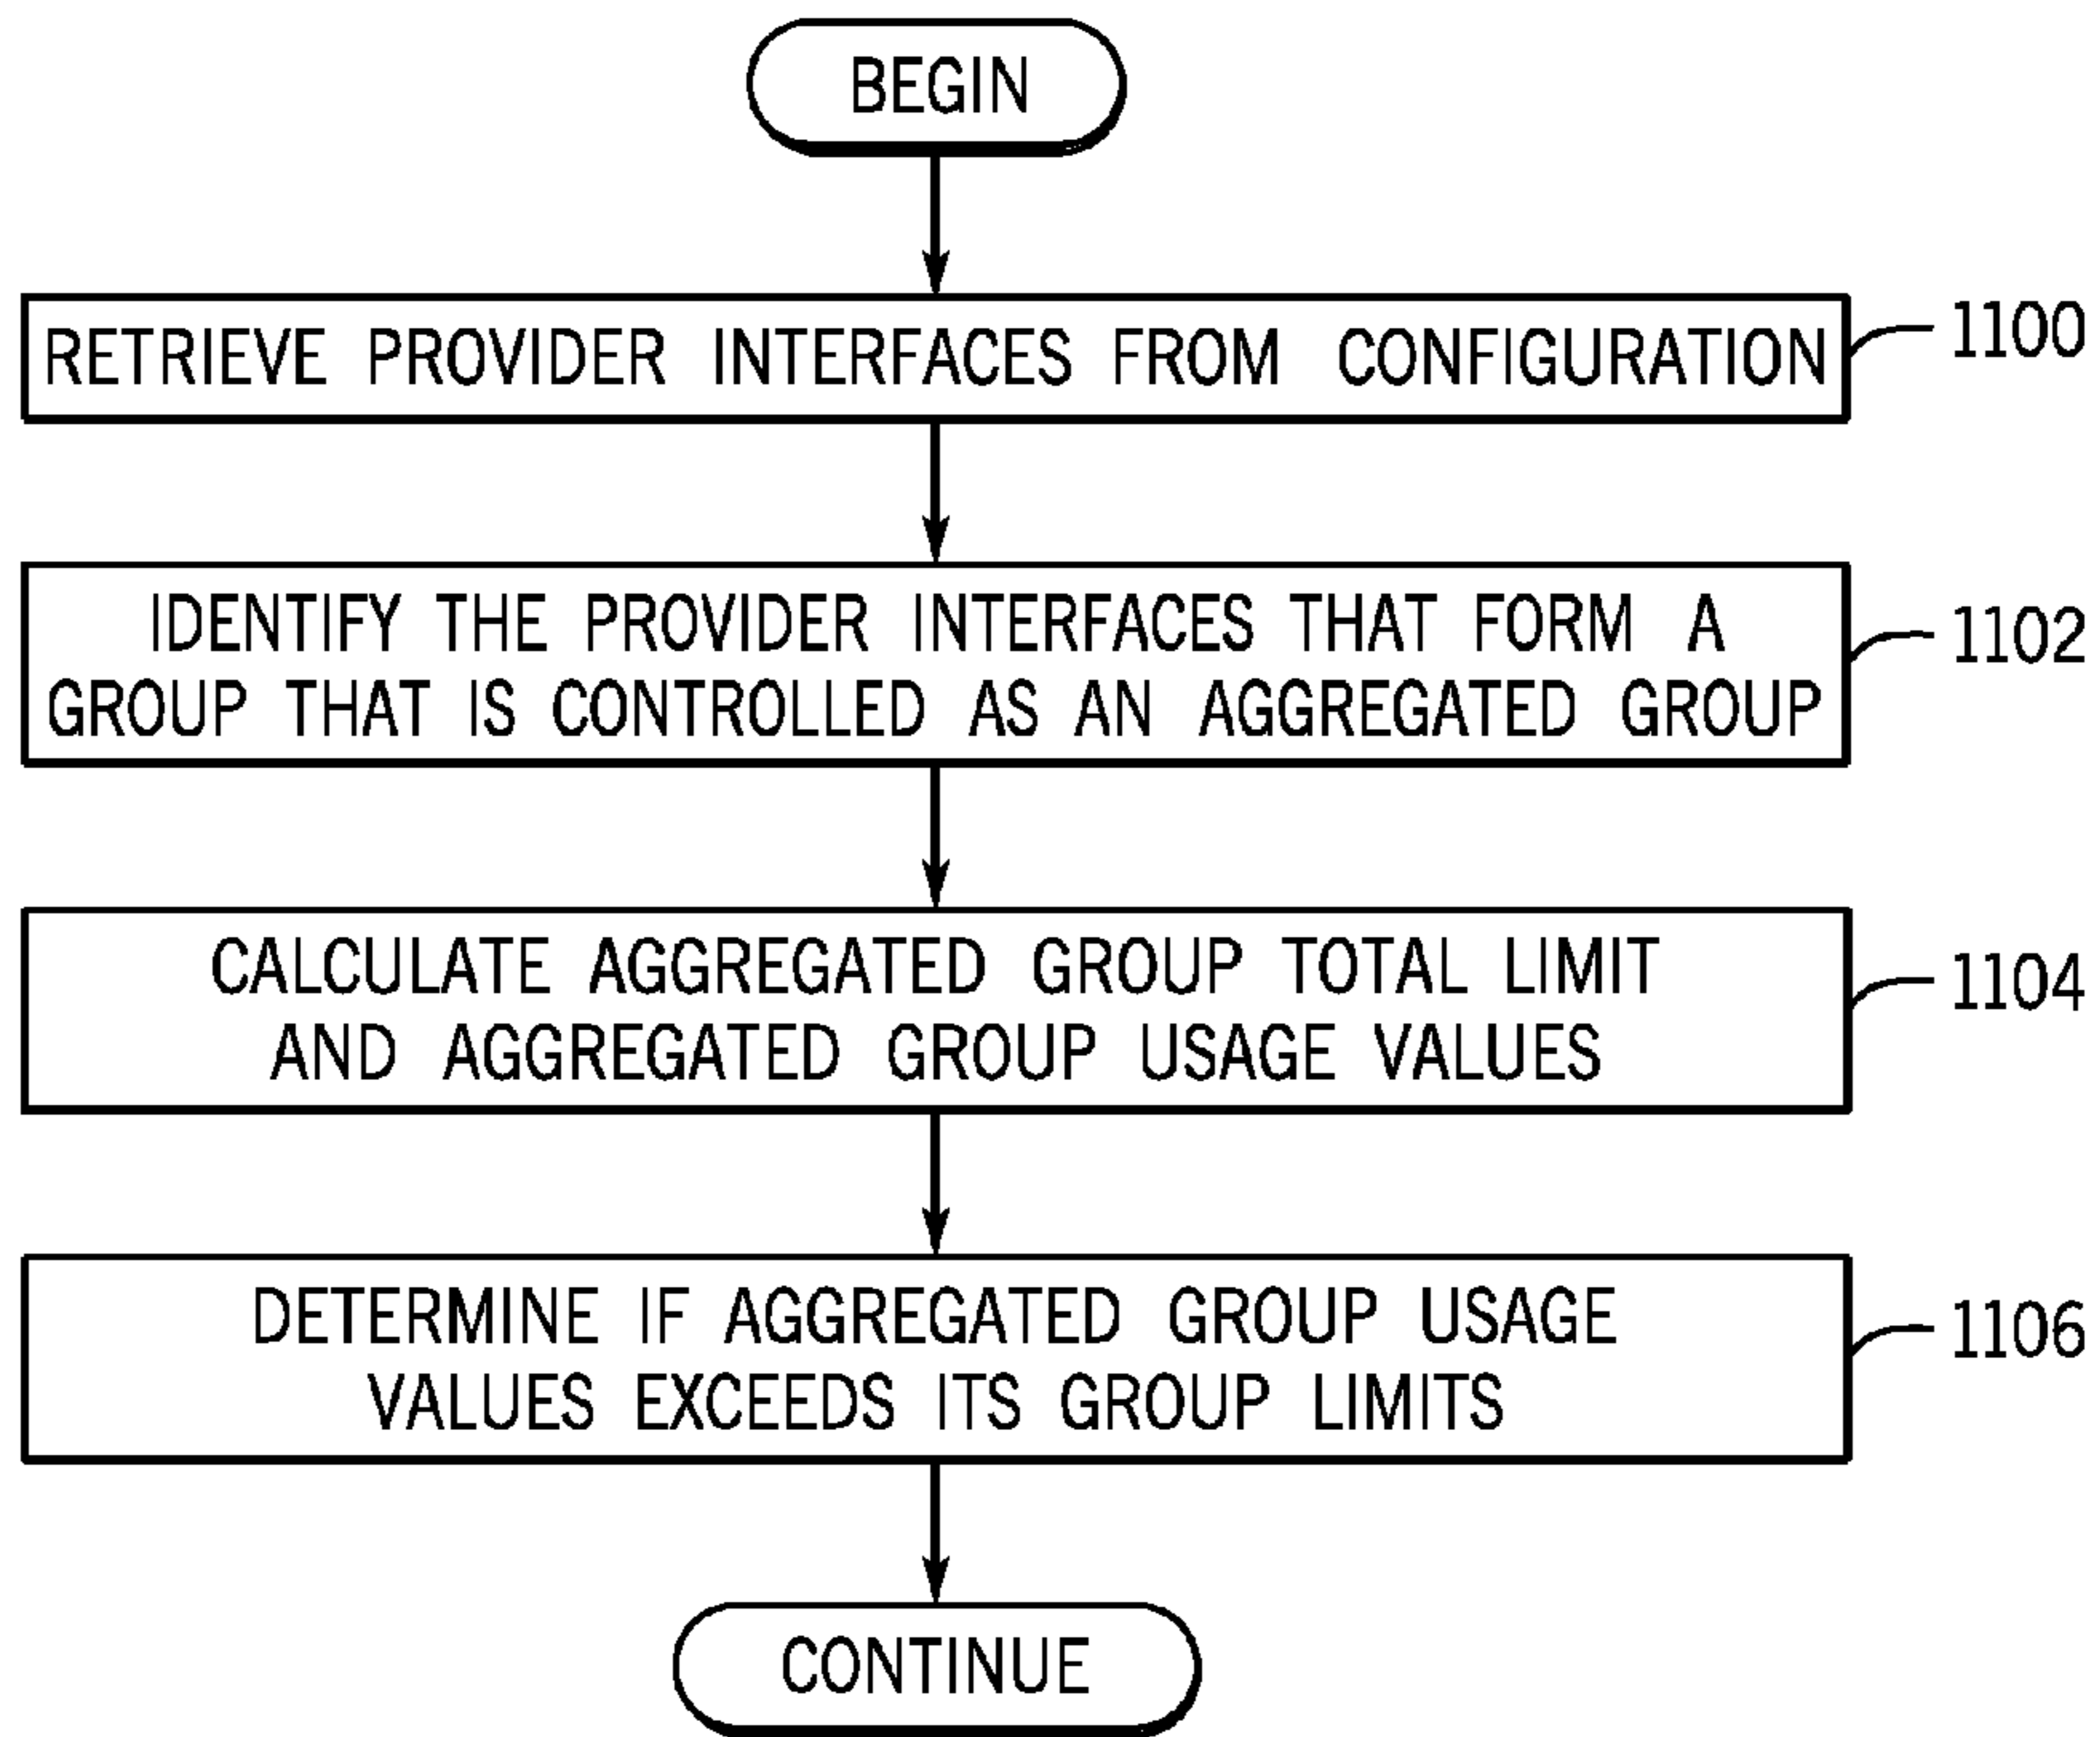 BEGIN
RETRIEVE PROVIDER INTERFACES FROM CONFIGURATION
1100
IDENTIFY THE PROVIDER INTERFACES THAT FORM A
GROUP THAT IS CONTROLLED AS AN AGGREGATED GROUP
1102
CALCULATE AGGREGATED GROUP TOTAL LIMIT
AND AGGREGATED GROUP USAGE VALUES
1104
DETERMINE IF AGGREGATED GROUP USAGE
VALUES EXCEEDS ITS GROUP LIMITS
1106
CONTINUE